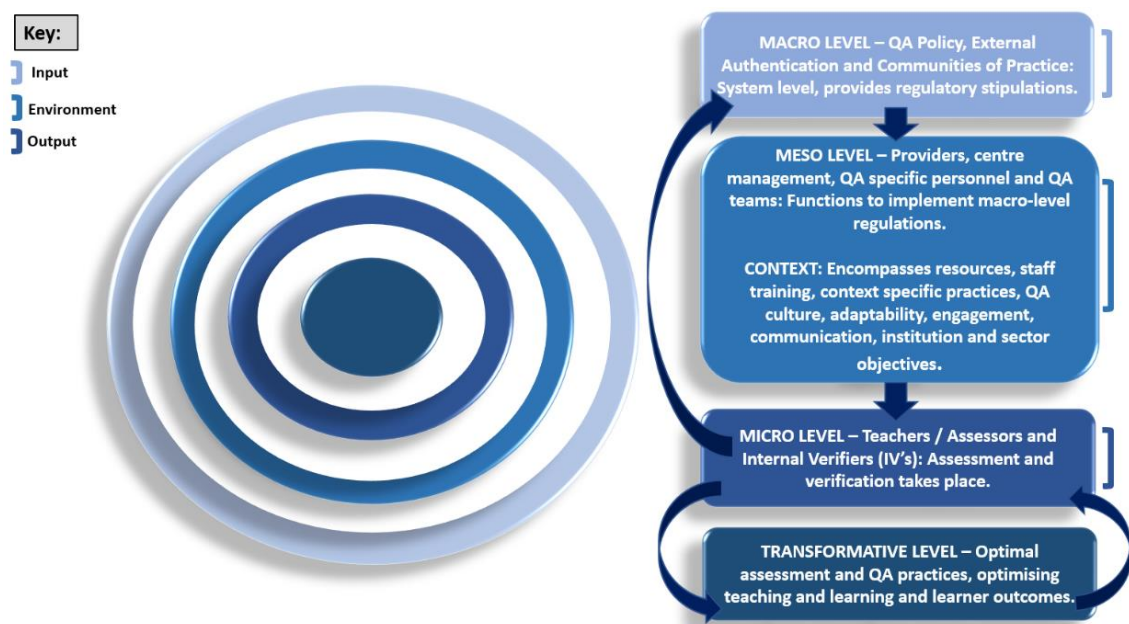 Key:
Input
Environment
Output
MACRO LEVEL – QA Policy, External
Authentication and Communities of Practice:
System level, provides regulatory stipulations.
MESO LEVEL – Providers, centre
management, QA specific personnel and QA
teams: Functions to implement macro-level
regulations.
CONTEXT: Encompasses resources, staff
training, context specific practices, QA
culture, adaptability, engagement,
communication, institution and sector
objectives.
MICRO LEVEL – Teachers / Assessors and
Internal Verifiers (IV's): Assessment and
verification takes place.
TRANSFORMATIVE LEVEL – Optimal
assessment and QA practices, optimising
teaching and learning and learner outcomes.